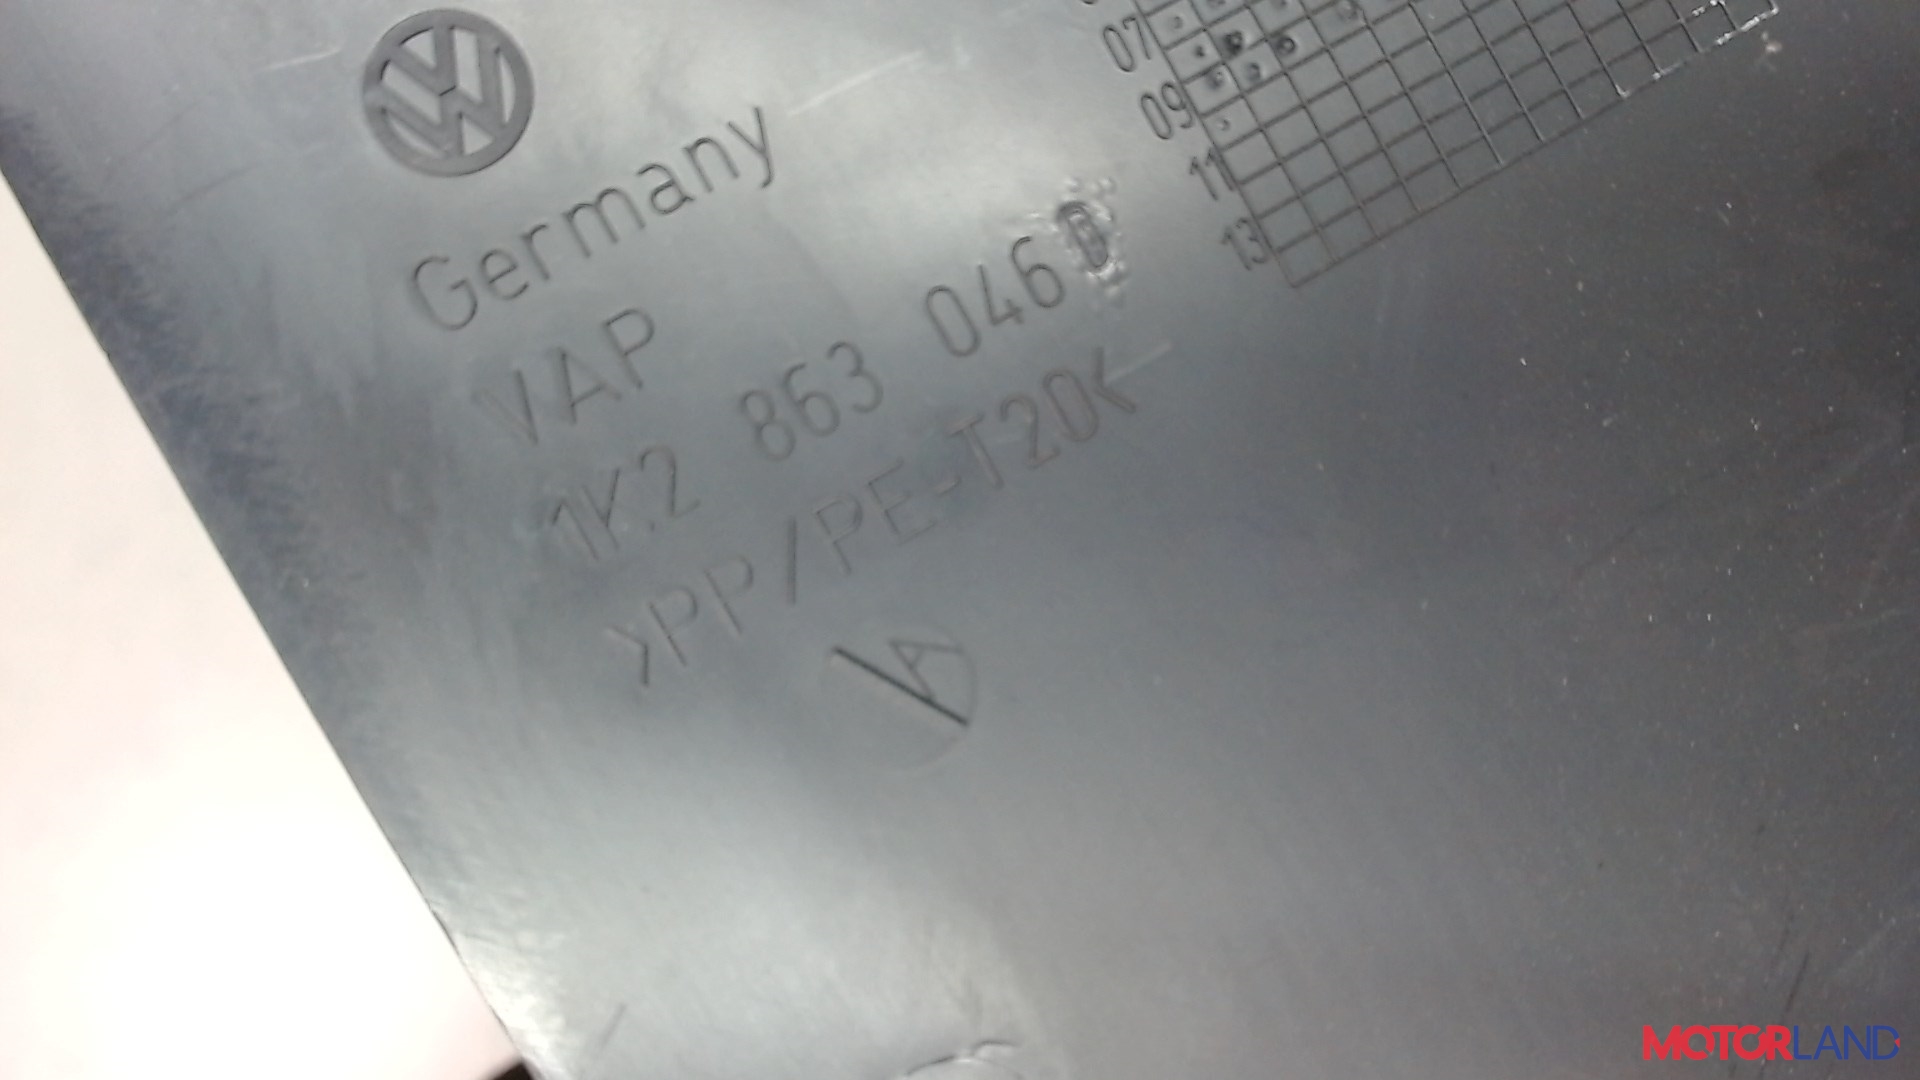 Germany
VAP
1K2 863 046
>PP/PE-T20<
A
07
09
11
13
MOTORLAND